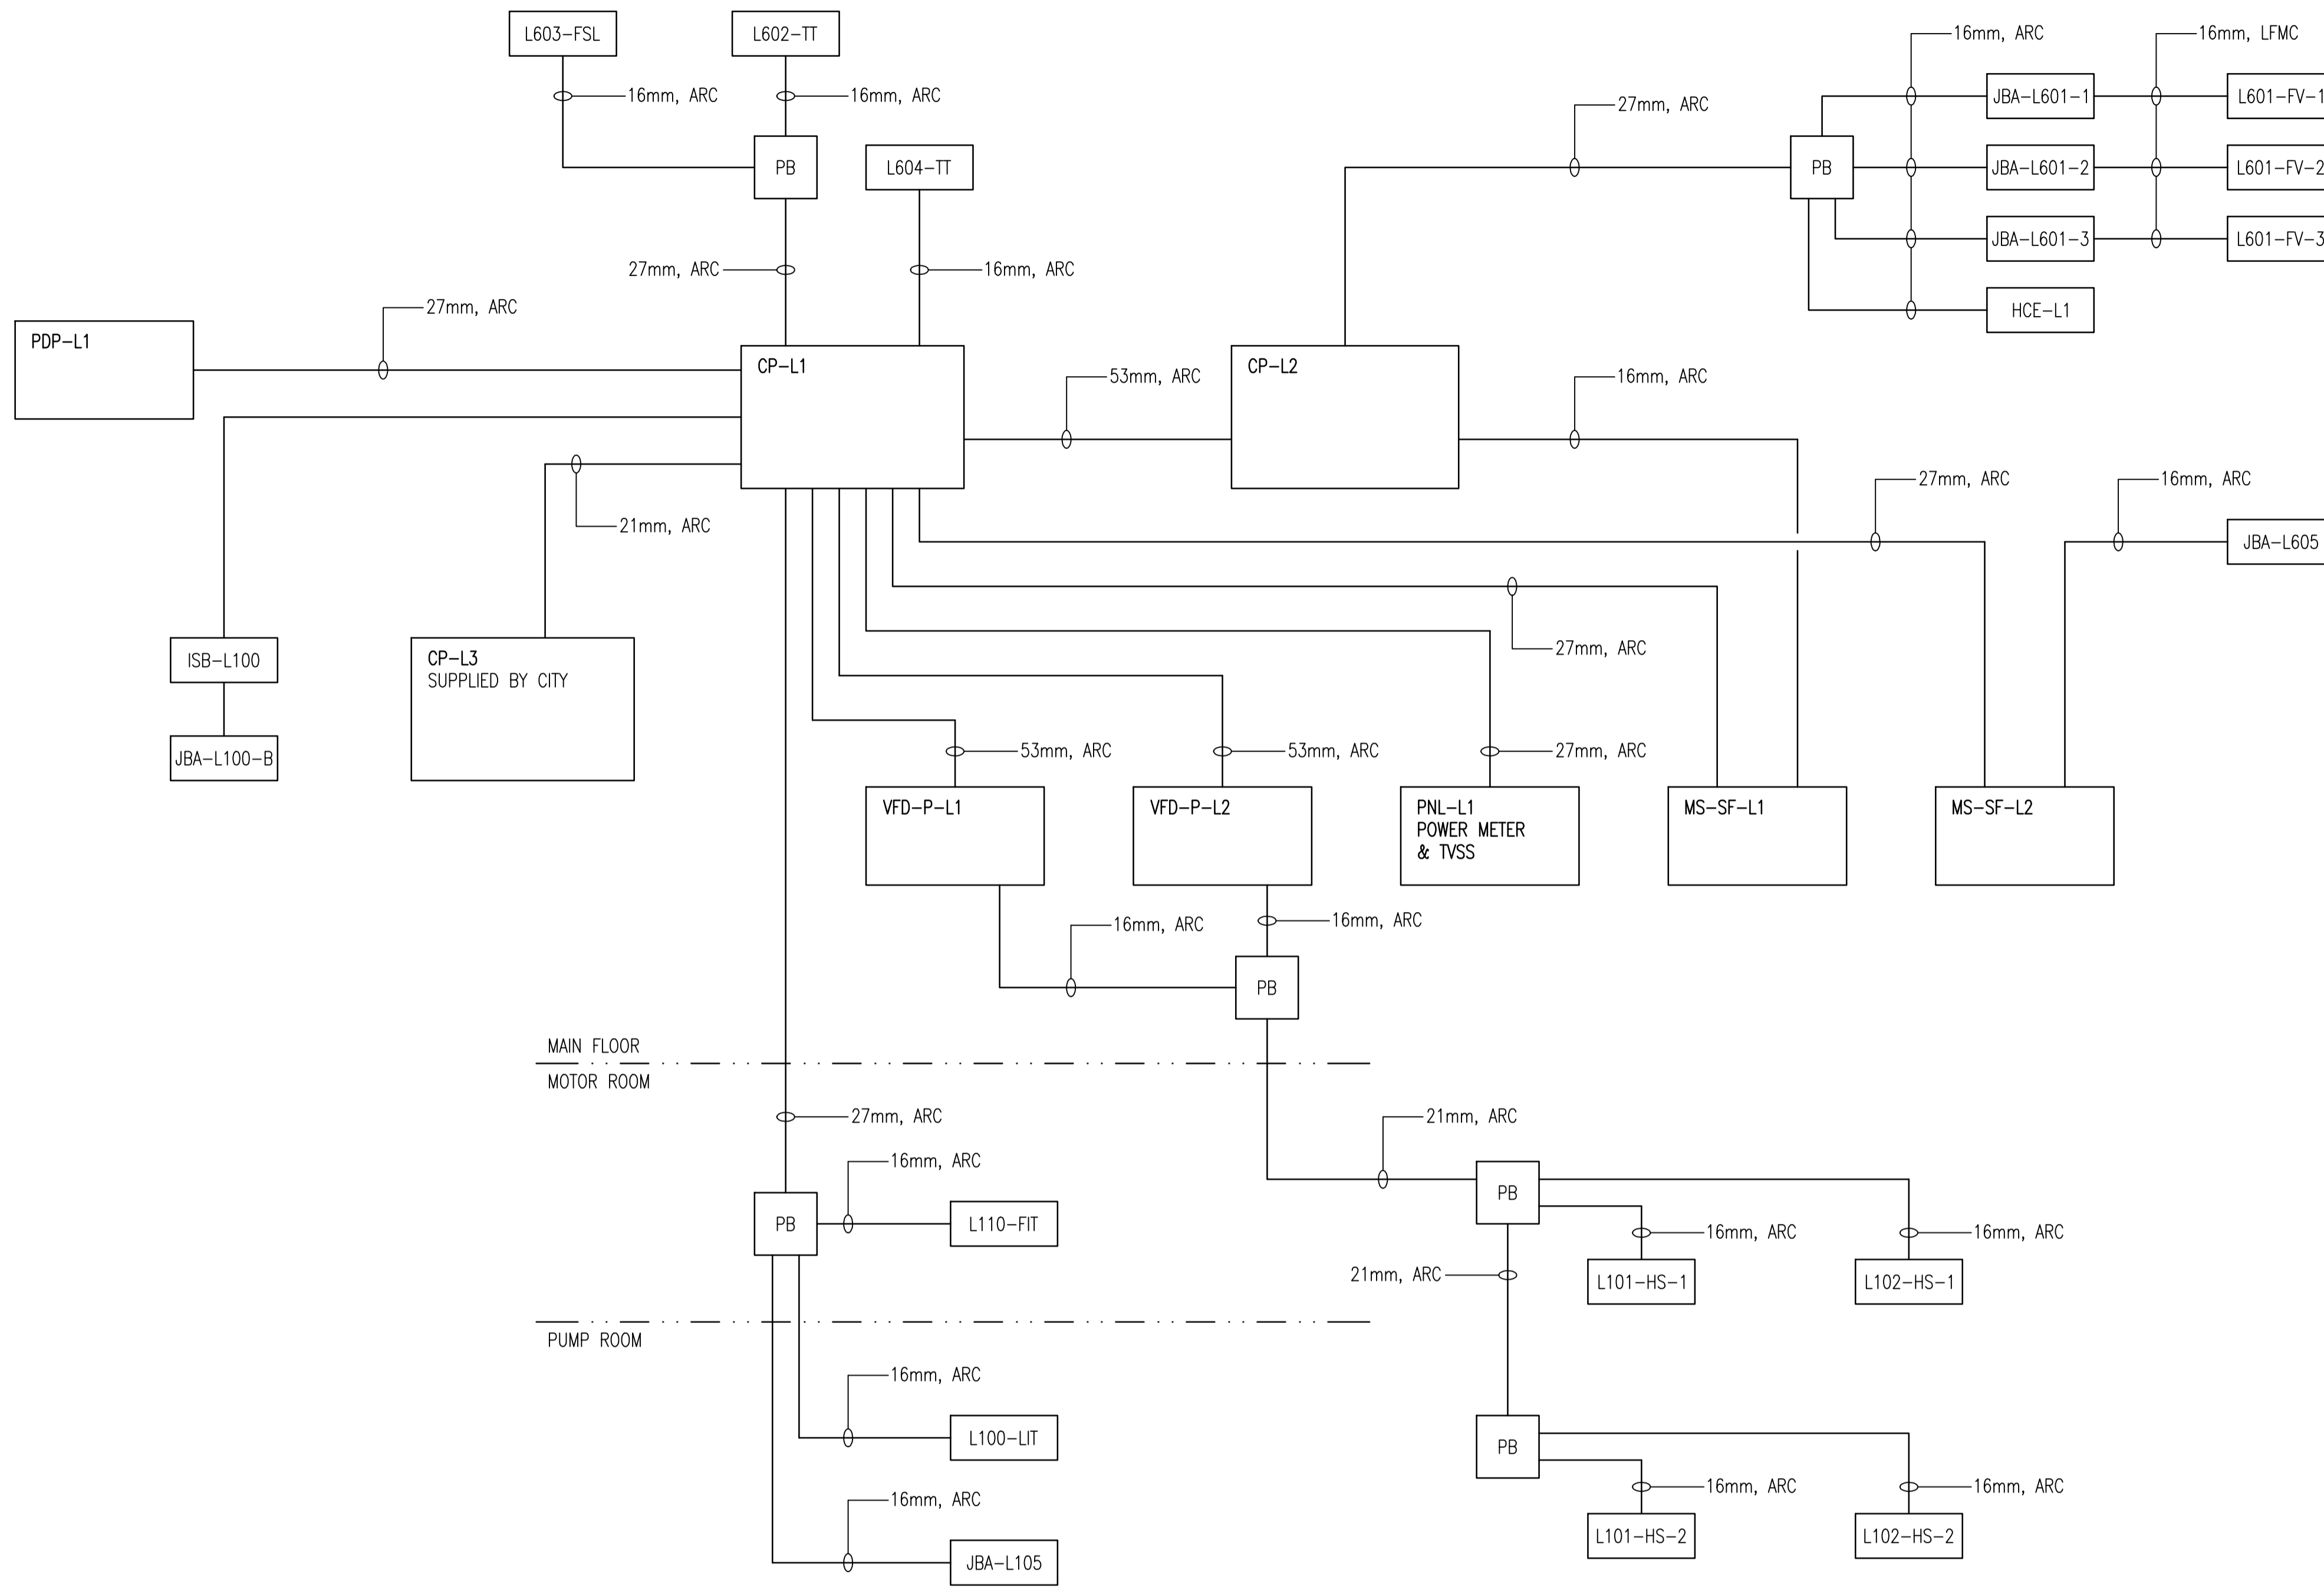 L603-FSL
L602-TT
16mm, ARC
16mm, LFMC
16mm, ARC
16mm, ARC
27mm, ARC
JBA-L601-1
L601-FV-1
PB
L604-TT
PB
JBA-L601-2
L601-FV-2
JBA-L601-3
L601-FV-3
27mm, ARC
16mm, ARC
HCE-L1
27mm, ARC
PDP-L1
CP-L1
CP-L2
53mm, ARC
16mm, ARC
27mm, ARC
16mm, ARC
21mm, ARC
JBA-L605
ISB-L100
CP-L3
SUPPLIED BY CITY
27mm, ARC
JBA-L100-B
53mm, ARC
53mm, ARC
27mm, ARC
VFD-P-L1
VFD-P-L2
PNL-L1
POWER METER
& TVSS
MS-SF-L1
MS-SF-L2
16mm, ARC
16mm, ARC
PB
MAIN FLOOR
MOTOR ROOM
27mm, ARC
21mm, ARC
16mm, ARC
PB
L110-FIT
PB
16mm, ARC
16mm, ARC
21mm, ARC
L101-HS-1
L102-HS-1
PUMP ROOM
16mm, ARC
L100-LIT
PB
16mm, ARC
16mm, ARC
16mm, ARC
L101-HS-2
L102-HS-2
JBA-L105